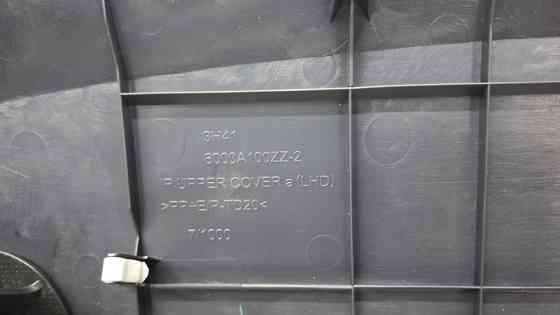 3H41
8000A100ZZ-2
IP UPPER COVER a (LHD)
>PP+E/P-TD20<
7/1000